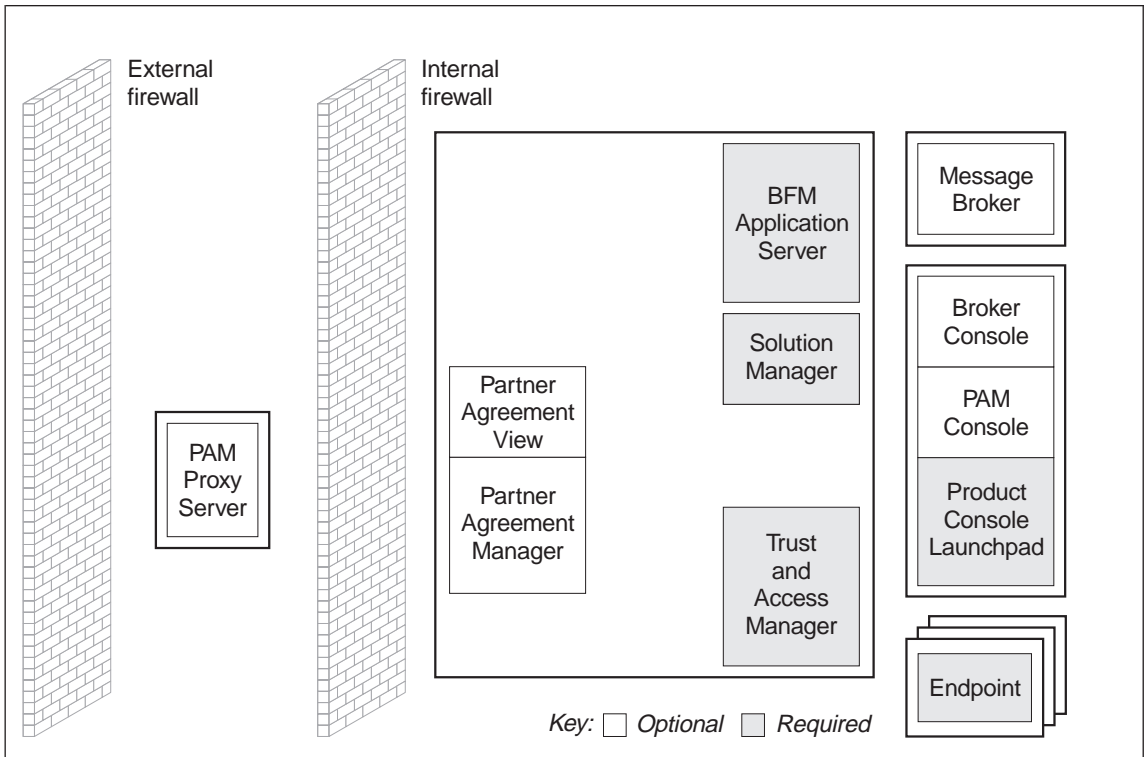 External
firewall
Internal
firewall
PAM
Proxy
Server
Partner
Agreement
View
Partner
Agreement
Manager
BFM
Application
Server
Solution
Manager
Trust
and
Access
Manager
Message
Broker
Broker
Console
PAM
Console
Product
Console
Launchpad
Endpoint
Key: Optional Required